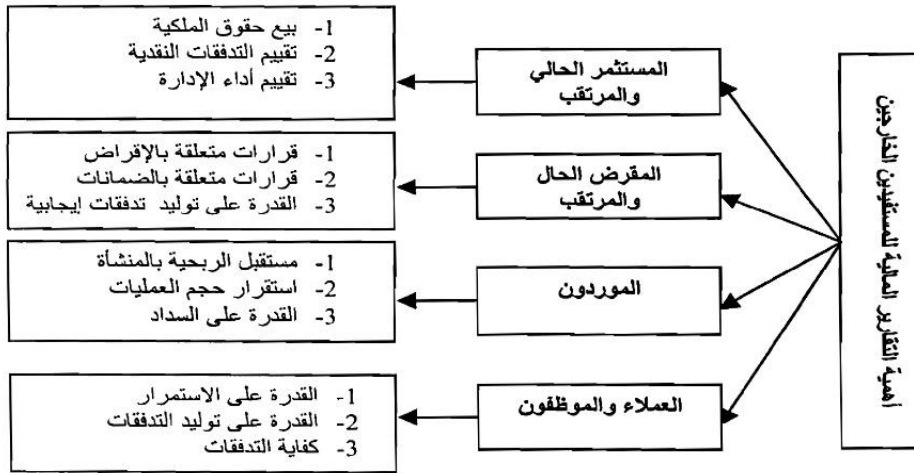 أهمية التقارير المالية للمستفيدين الخارجين
المستثمر الحالي
والمرتقب
1- بيع حقوق الملكية
2- تقييم التدفقات النقدية
3- تقييم أداء الإدارة
المقرض الحال
والمرتقب
1- قرارات متعلقة بالإقراض
2- قرارات متعلقة بالضمانات
3- القدرة على توليد تدفقات إيجابية
الموردون
1- مستقبل الربحية بالمنشأة
2- استقرار حجم العمليات
3- القدرة على السداد
العملاء والموظفون
1- القدرة على الاستمرار
2- القدرة على توليد التدفقات
3- كفاية التدفقات